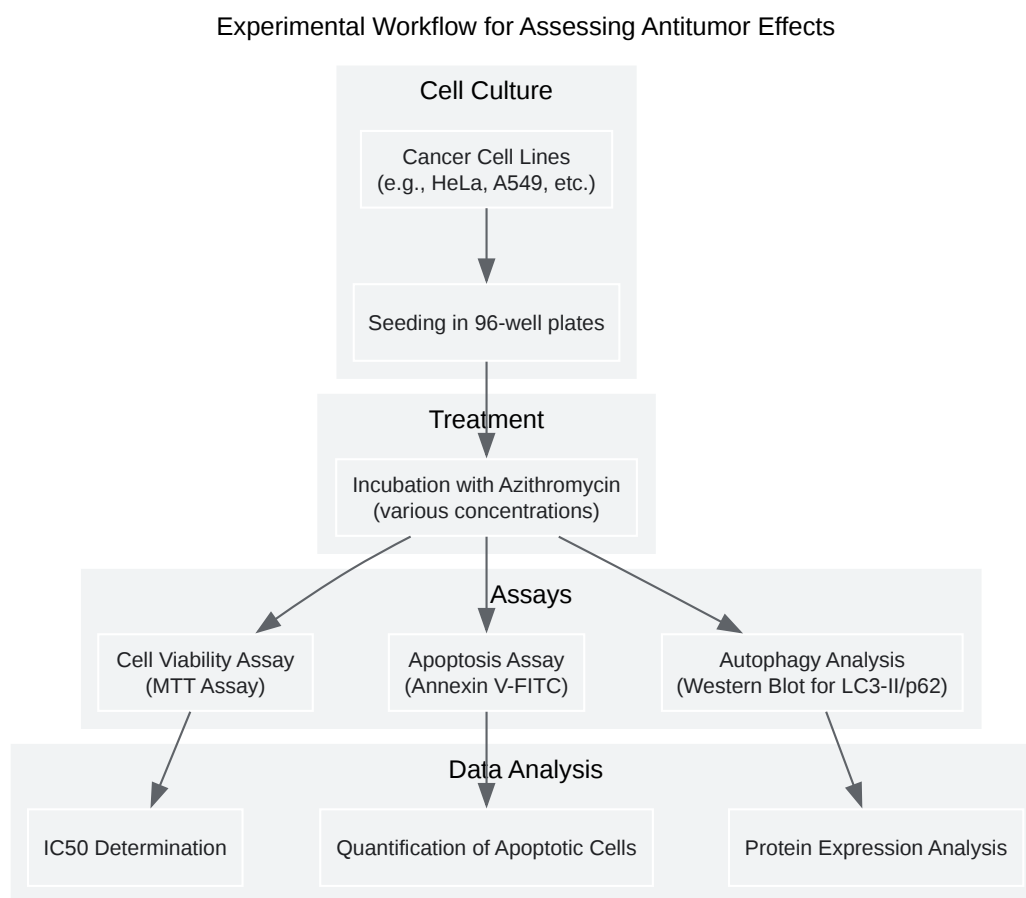 Experimental Workflow for Assessing Antitumor Effects
Cell Culture
Cancer Cell Lines
(e.g., HeLa, A549, etc.)
Seeding in 96-well plates
Treatment
Incubation with Azithromycin
(various concentrations)
Assays
Cell Viability Assay
(MTT Assay)
Apoptosis Assay
(Annexin V-FITC)
Autophagy Analysis
(Western Blot for LC3-II/p62)
Data Analysis
IC50 Determination
Quantification of Apoptotic Cells
Protein Expression Analysis